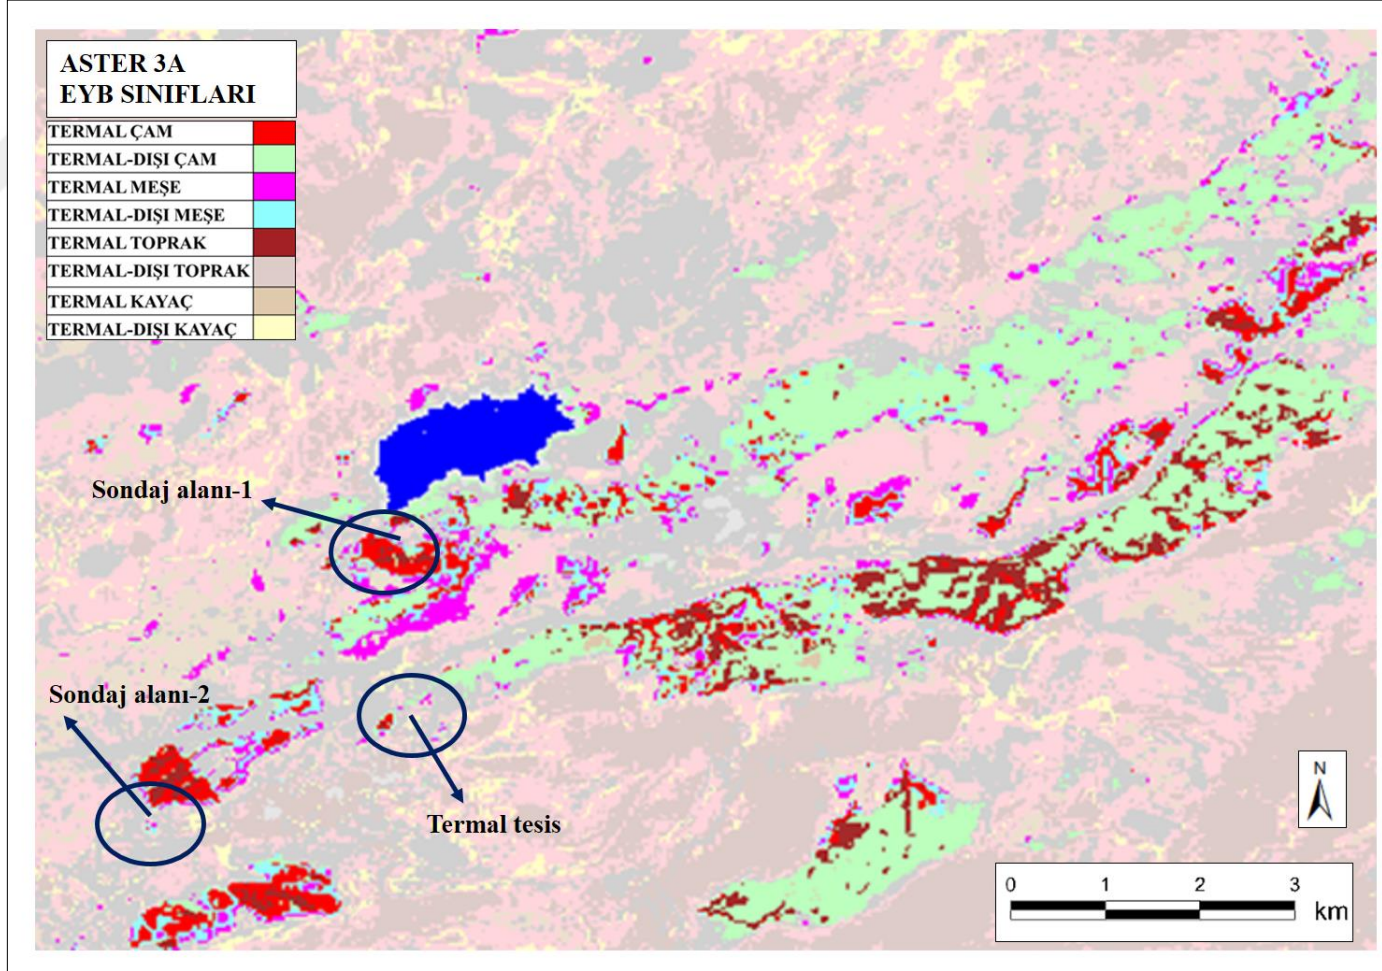 ASTER 3A
EYB SINIFLARI
TERMAL ÇAM
TERMAL-DIŞI ÇAM
TERMAL MEŞE
TERMAL-DIŞI MEŞE
TERMAL TOPRAK
TERMAL-DIŞI TOPRAK
TERMAL KAYAÇ
TERMAL-DIŞI KAYAÇ
Sondaj alanı-1
Sondaj alanı-2
Termal tesis
N
0 1 2 3
km